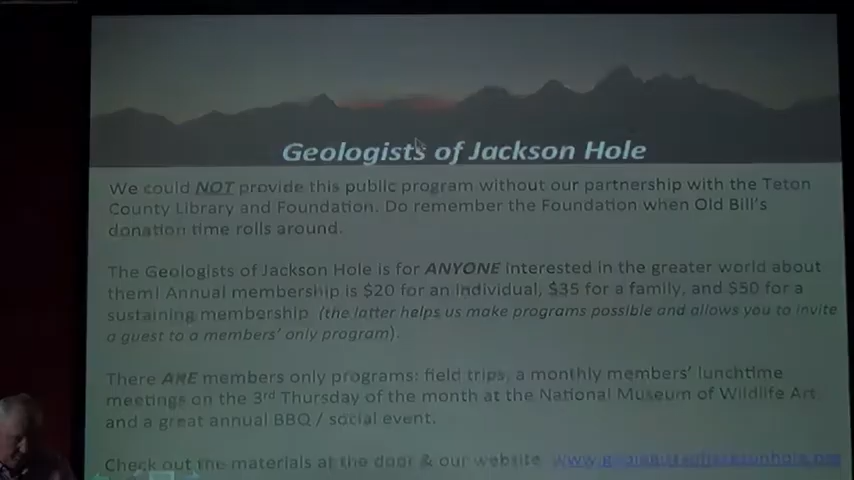 Geologists of Jackson Hole
We could NOT provide this public program without our partnership with the Teton
County Library and Foundation. Do remember the Foundation when Old Bill's
donation time rolls around.
The Geologists of Jackson Hole is for ANYONE interested in the greater world about
them! Annual membership is $20 for an individual, $35 for a family, and $50 for a
sustaining membership (the latter helps us make programs possible and allows you to invite
a guest to a members' only program).
There ARE members only programs: field trips, a monthly members' lunchtime
meetings on the 3rd Thursday of the month at the National Museum of Wildlife Art
and a great annual BBQ / social event.
Check out the materials at the door & our website